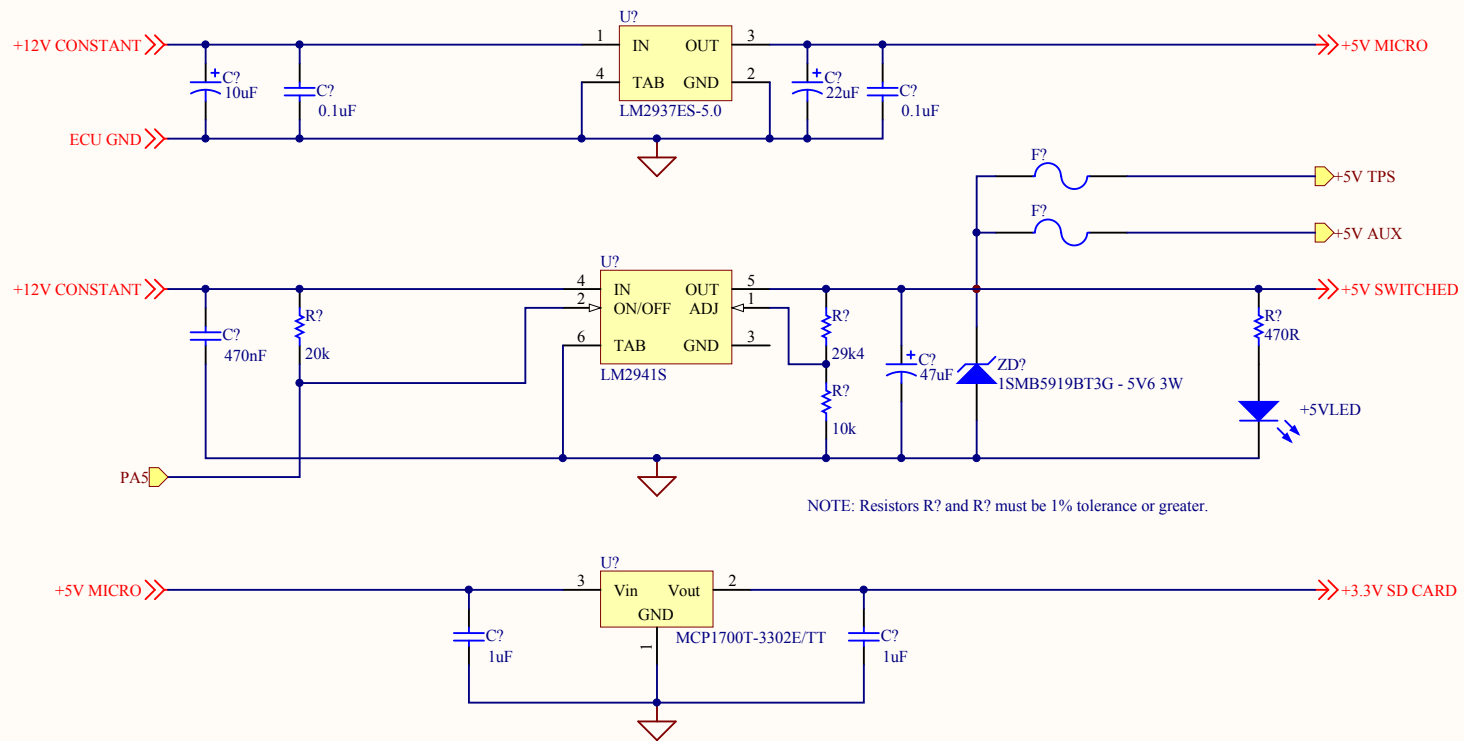 U?
+12V CONSTANT
1
IN
OUT
3
+5V MICRO
+
C?
10uF
C?
0.1uF
4
TAB
GND
2
+
C?
22uF
C?
0.1uF
LM2937ES-5.0
ECU GND
F?
+5V TPS
F?
+5V AUX
U?
+12V CONSTANT
4
IN
OUT
5
+5V SWITCHED
2
ON/OFF
ADJ
1
C?
470nF
R?
20k
6
TAB
GND
3
LM2941S
R?
29k4
+
C?
47uF
ZD?
1SMB5919BT3G - 5V6 3W
R?
470R
R?
10k
+5VLED
PA5
NOTE: Resistors R? and R? must be 1% tolerance or greater.
U?
+5V MICRO
3
Vin
Vout
2
+3.3V SD CARD
GND
1
MCP1700T-3302E/TT
C?
1uF
C?
1uF